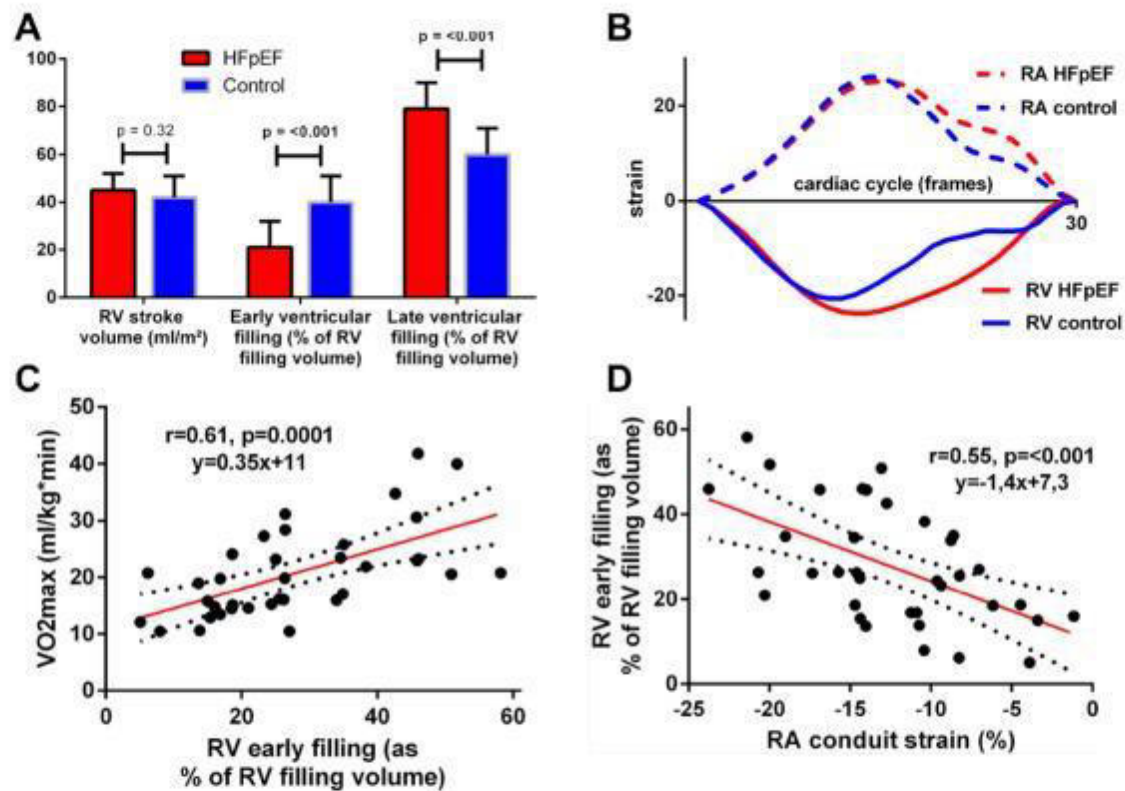 A
HFpEF
Control
p = <0.001
p = <0.001
p = 0.32
100
80
60
40
20
0
RV stroke
volume (ml/m²)
Early ventricular
filling (% of RV
filling volume)
Late ventricular
filling (% of RV
filling volume)
B
RA HFpEF
RA control
strain
20
0
-20
cardiac cycle (frames)
30
RV HFpEF
RV control
C
r=0.61, p=0.0001
y=0.35x+11
VO2max (ml/kg*min)
50
40
30
20
10
0
0 20 40 60
RV early filling (as
% of RV filling volume)
D
r=0.55, p=<0.001
y=-1,4x+7,3
RV early filling (as
% of RV filling volume)
60
40
20
0
-25 -20 -15 -10 -5 0
RA conduit strain (%)